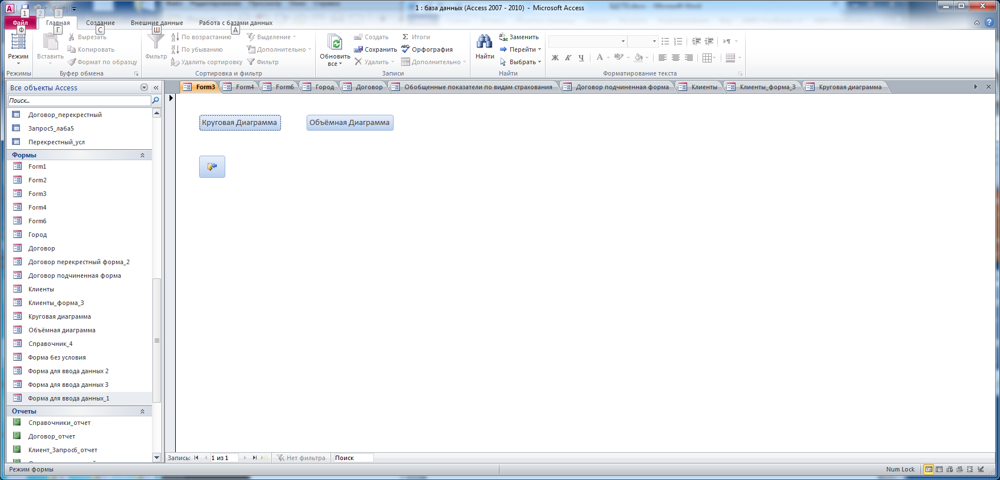 1 : база данных (Access 2007 - 2010) - Microsoft Access
1 2 3
Файл Главная Создание Внешние данные Работа с базами данных
Ф Г С Ш А
Режим
Режимы
Вставить
Вырезать
Копировать
Формат по образцу
Буфер обмена
Фильтр
По возрастанию
По убыванию
Удалить сортировку
Выделение
Дополнительно
Фильтр
Сортировка и фильтр
Обновить
все
Создать
Сохранить
Удалить
Итоги
Орфография
Дополнительно
Записи
Найти
Заменить
Перейти
Выбрать
Найти
Ж К Ч
Форматирование текста
Все объекты Access
Поиск...
Договор_перекрестный
Запрос5_лаба5
Перекрестный_усл
Формы
Form1
Form2
Form3
Form4
Form6
Город
Договор
Договор перекрестный форма_2
Договор подчиненная форма
Клиенты
Клиенты_форма_3
Круговая диаграмма
Объёмная диаграмма
Справочник_4
Форма без условия
Форма для ввода данных 2
Форма для ввода данных 3
Форма для ввода данных_1
Отчеты
Справочники_отчет
Договор_отчет
Клиент_Запрос6_отчет
Form3 Form4 Form6 Город Договор Обобщенные показатели по видам страхования Договор подчиненная форма Клиенты Клиенты_форма_3 Круговая диаграмма
Круговая Диаграмма Объёмная Диаграмма
Запись: 1 из 1 Нет фильтра Поиск
Режим формы Num Lock